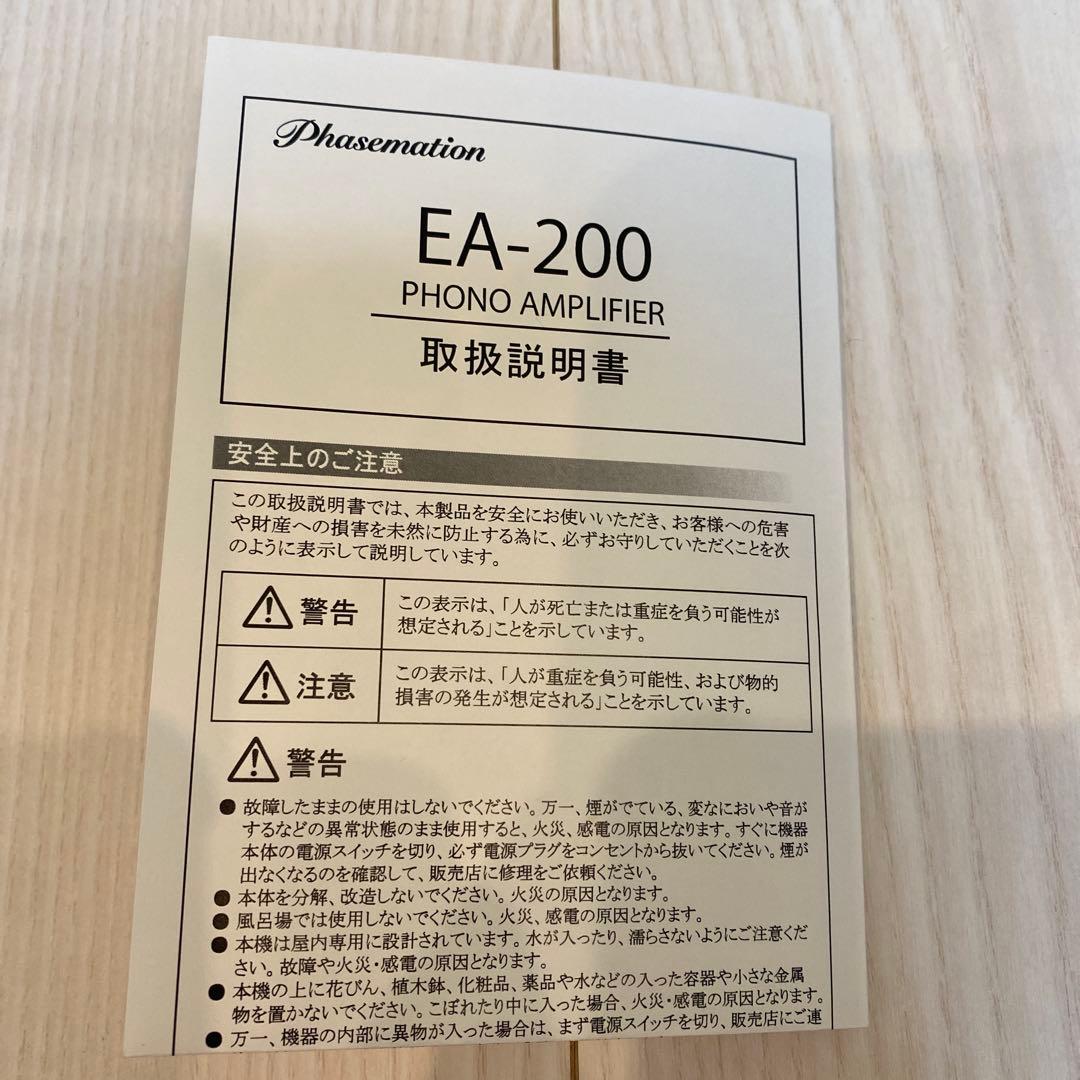 Phasemation
EA-200
PHONO AMPLIFIER
取扱説明書
安全上のご注意
この取扱説明書では、本製品を安全にお使いいただき、お客様への危害
や財産への損害を未然に防止する為に、必ずお守りしていただくことを次
のように表示して説明しています。
警告
この表示は、「人が死亡または重症を負う可能性が
想定される」ことを示しています。
注意
この表示は、「人が重症を負う可能性、および物的
損害の発生が想定される」ことを示しています。
警告
● 故障したままの使用はしないでください。万一、煙がでている、変なにおいや音が
するなどの異常状態のまま使用すると、火災、感電の原因となります。すぐに機器
本体の電源スイッチを切り、必ず電源プラグをコンセントから抜いてください。煙が
出なくなるのを確認して、販売店に修理をご依頼ください。
● 本体を分解、改造しないでください。火災の原因となります。
● 風呂場では使用しないでください。火災、感電の原因となります。
● 本機は屋内専用に設計されています。水が入ったり、濡らさないようにご注意くだ
さい。故障や火災・感電の原因となります。
● 本機の上に花びん、植木鉢、化粧品、薬品や水などの入った容器や小さな金属
物を置かないでください。こぼれたり中に入った場合、火災・感電の原因となります。
● 万一、機器の内部に異物が入った場合は、まず電源スイッチを切り、販売店にご連